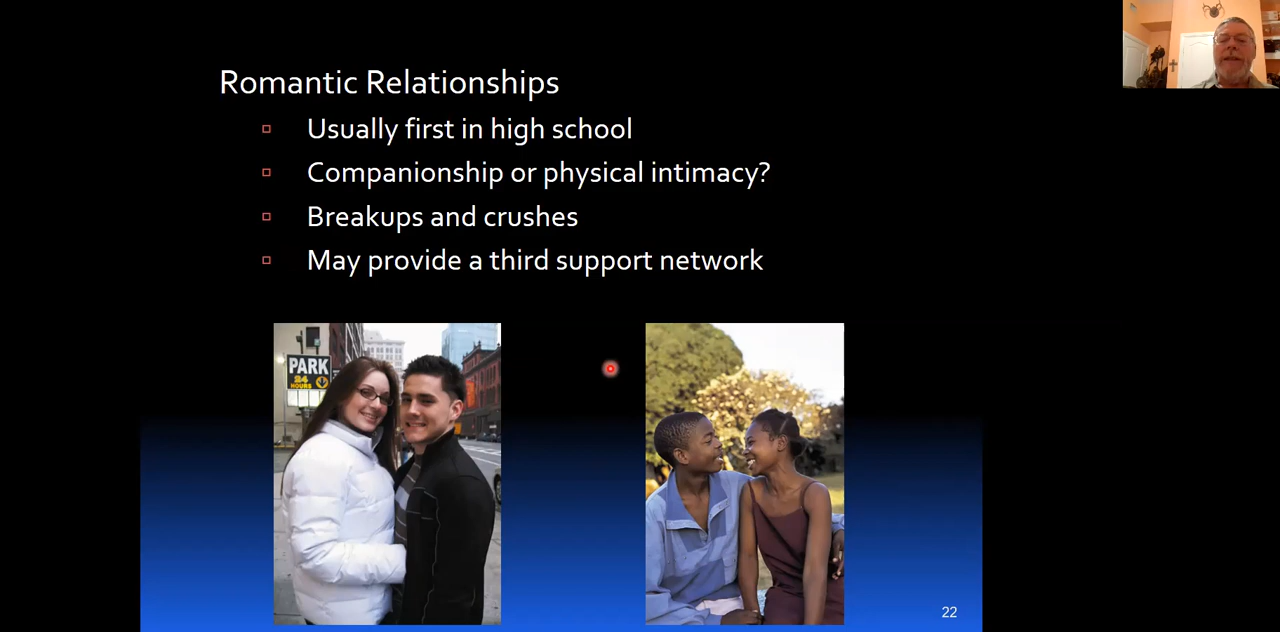 Romantic Relationships
Usually first in high school
Companionship or physical intimacy?
Breakups and crushes
May provide a third support network
PARK
24
HOURS
22